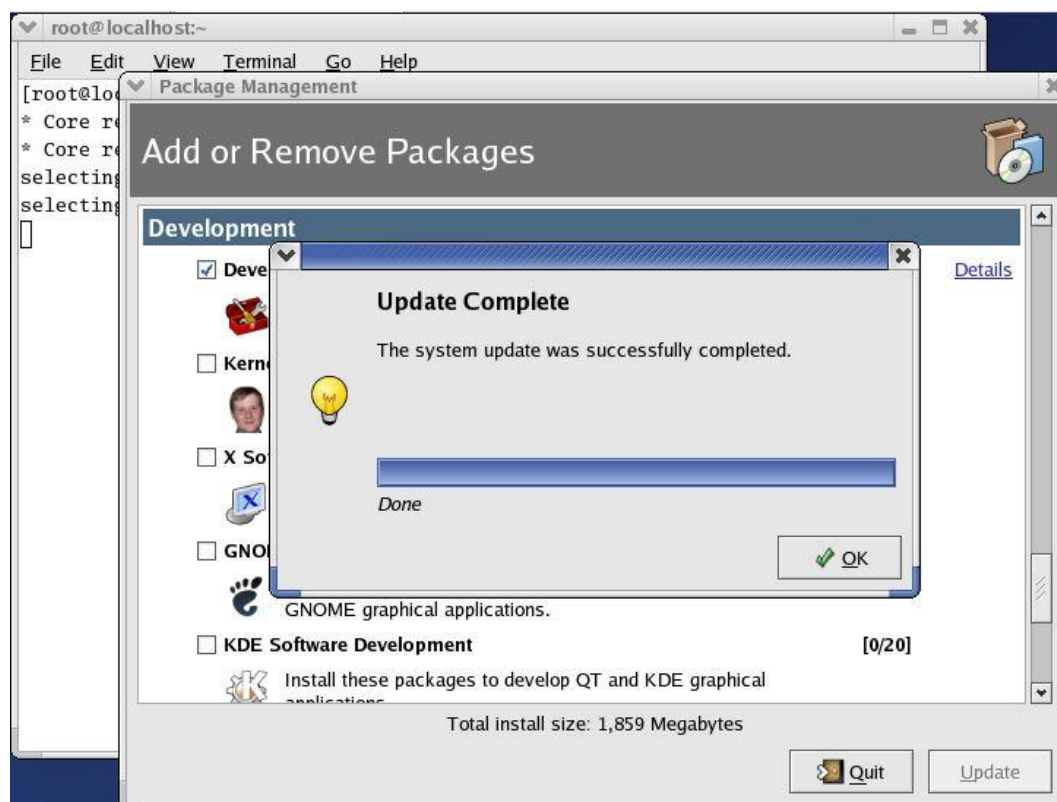 root@localhost:~
File Edit View Terminal Go Help
[root@lo
* Core re
* Core re
selecting
selecting
Package Management
Add or Remove Packages
Development
Deve
Details
Kerne
X So
GNO
GNOME graphical applications.
KDE Software Development [0/20]
Install these packages to develop QT and KDE graphical
applications
Update Complete
The system update was successfully completed.
Done
OK
Total install size: 1,859 Megabytes
Quit
Update